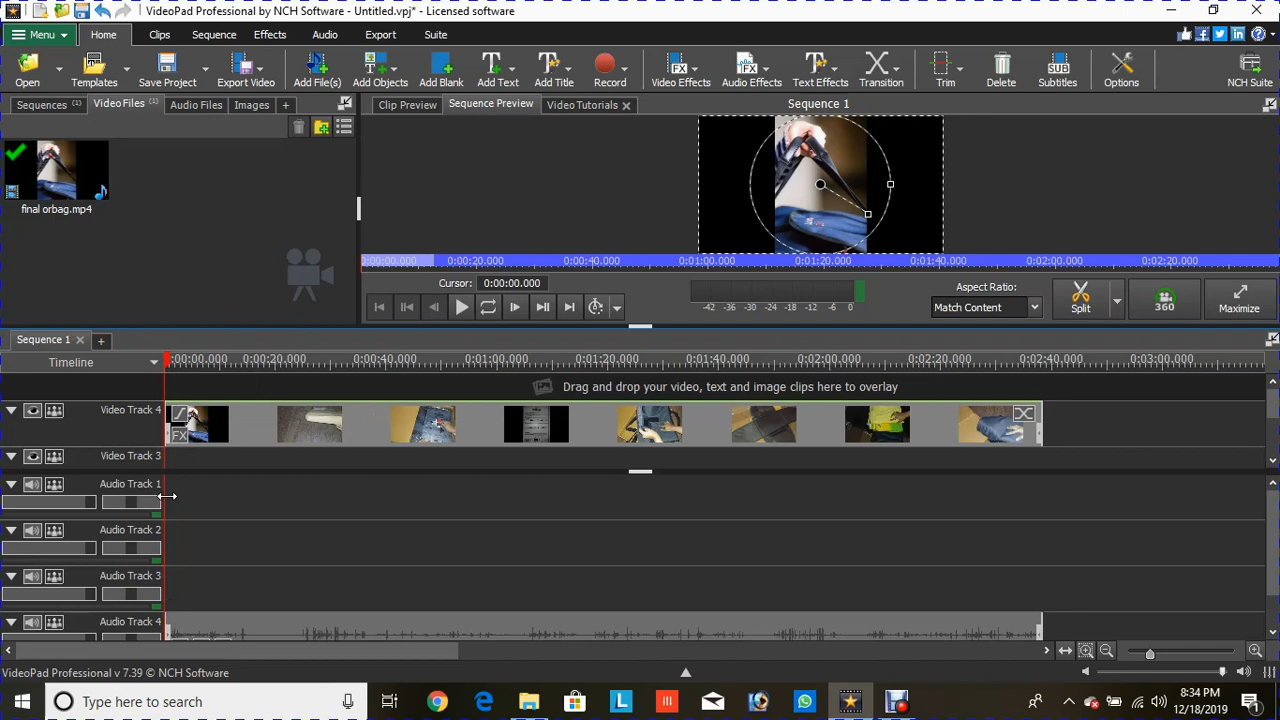 VideoPad Professional by NCH Software - Untitled.vpj* - Licensed software
Menu Home Clips Sequence Effects Audio Export Suite
Open Templates Save Project Export Video Add File(s) Add Objects Add Blank Add Text Add Title Record Video Effects Audio Effects Text Effects Transition Trim Delete Subtitles Options NCH Suite
Sequences (1) Video Files (1) Audio Files Images + Clip Preview Sequence Preview Video Tutorials Sequence 1
final orbag.mp4
0:00:00.000 0:00:20.000 0:00:40.000 0:01:00.000 0:01:20.000 0:01:40.000 0:02:00.000 0:02:20.000
Cursor: 0:00:00.000
-42 -36 -30 -24 -18 -12 -6 0
Aspect Ratio:
Match Content
Split 360 Maximize
Sequence 1
Timeline :00:00.000 0:00:20.000 0:00:40.000 0:01:00.000 0:01:20.000 0:01:40.000 0:02:00.000 0:02:20.000 0:02:40.000 0:03:00.000
Drag and drop your video, text and image clips here to overlay
Video Track 4
FX
Video Track 3
Audio Track 1
Audio Track 2
Audio Track 3
Audio Track 4
VideoPad Professional v 7.39 © NCH Software
Type here to search
8:34 PM
12/18/2019